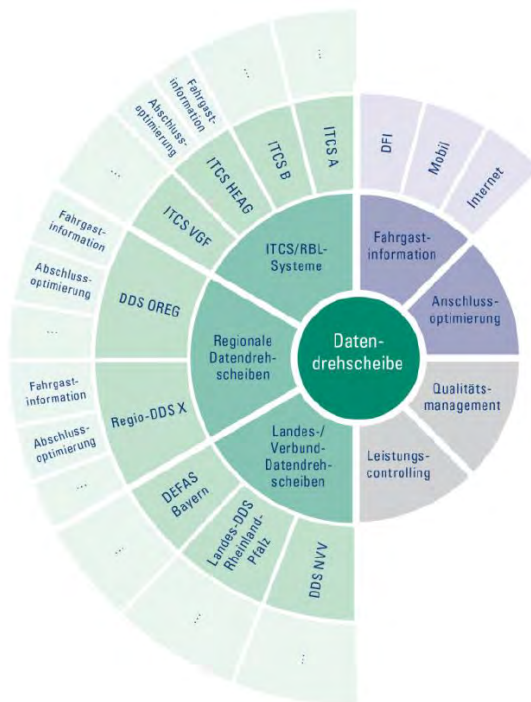 Daten-
drehscheibe
ITCS/RBL-
Systeme
Regionale
Datendreh-
scheiben
Landes-/
Verbund-
Datendreh-
scheiben
Fahrgast-
information
Anschluss-
optimierung
Qualitäts-
management
Leistungs-
controlling
DFI
Mobil
Internet
ITCS A
ITCS B
ITCS HEAG
ITCS VGF
DDS OREG
Regio-DDS X
DEFAS
Bayern
Landes-DDS
Rheinland-
Pfalz
DDS NVV
...
...
Fahrgast-
information
Abschluss-
optimierung
...
Fahrgast-
information
Abschluss-
optimierung
...
Fahrgast-
information
Abschluss-
optimierung
...
...
...
...